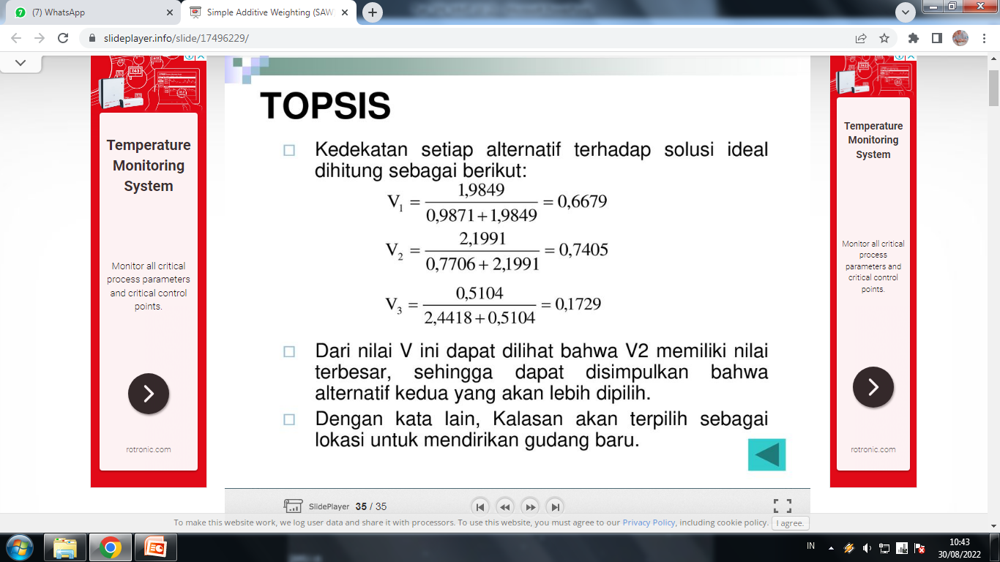 (7) WhatsApp
Simple Additive Weighting (SAW
slideplayer.info/slide/17496229/
Temperature
Monitoring
System
Monitor all critical
process parameters
and critical control
points.
rotronic.com
TOPSIS
Kedekatan setiap alternatif terhadap solusi ideal
dihitung sebagai berikut:
V1 = 1,9849 / (0,9871 + 1,9849) = 0,6679
V2 = 2,1991 / (0,7706 + 2,1991) = 0,7405
V3 = 0,5104 / (2,4418 + 0,5104) = 0,1729
Dari nilai V ini dapat dilihat bahwa V2 memiliki nilai
terbesar, sehingga dapat disimpulkan bahwa
alternatif kedua yang akan lebih dipilih.
Dengan kata lain, Kalasan akan terpilih sebagai
lokasi untuk mendirikan gudang baru.
Temperature
Monitoring
System
Monitor all critical
process
parameters and
critical control
points.
rotronic.com
SlidePlayer 35 / 35
To make this website work, we log user data and share it with processors. To use this website, you must agree to our Privacy Policy, including cookie policy. I agree.
IN
10:43
30/08/2022